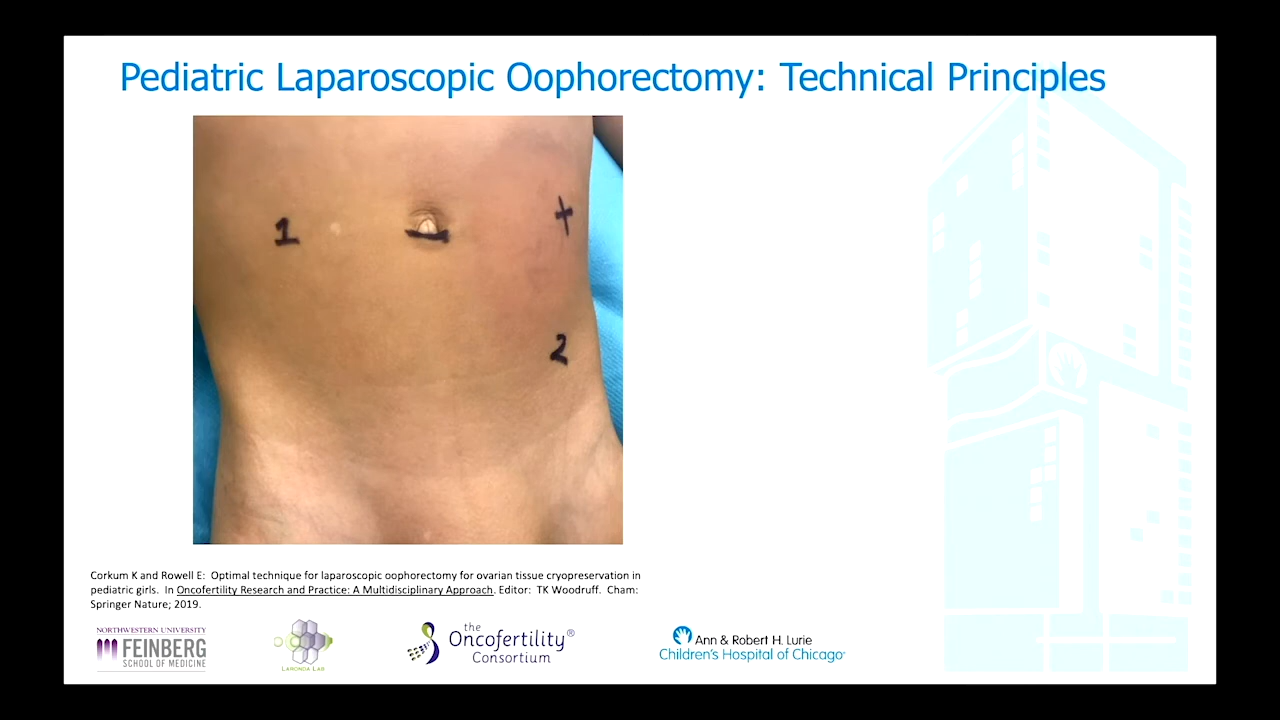 Pediatric Laparoscopic Oophorectomy: Technical Principles
1
+
2
Corkum K and Rowell E: Optimal technique for laparoscopic oophorectomy for ovarian tissue cryopreservation in
pediatric girls. In Oncofertility Research and Practice: A Multidisciplinary Approach. Editor: TK Woodruff. Cham:
Springer Nature; 2019.
NORTHWESTERN UNIVERSITY
FEINBERG
SCHOOL OF MEDICINE
LARONDA LAB
the
Oncofertility®
Consortium
Ann & Robert H. Lurie
Children's Hospital of Chicago